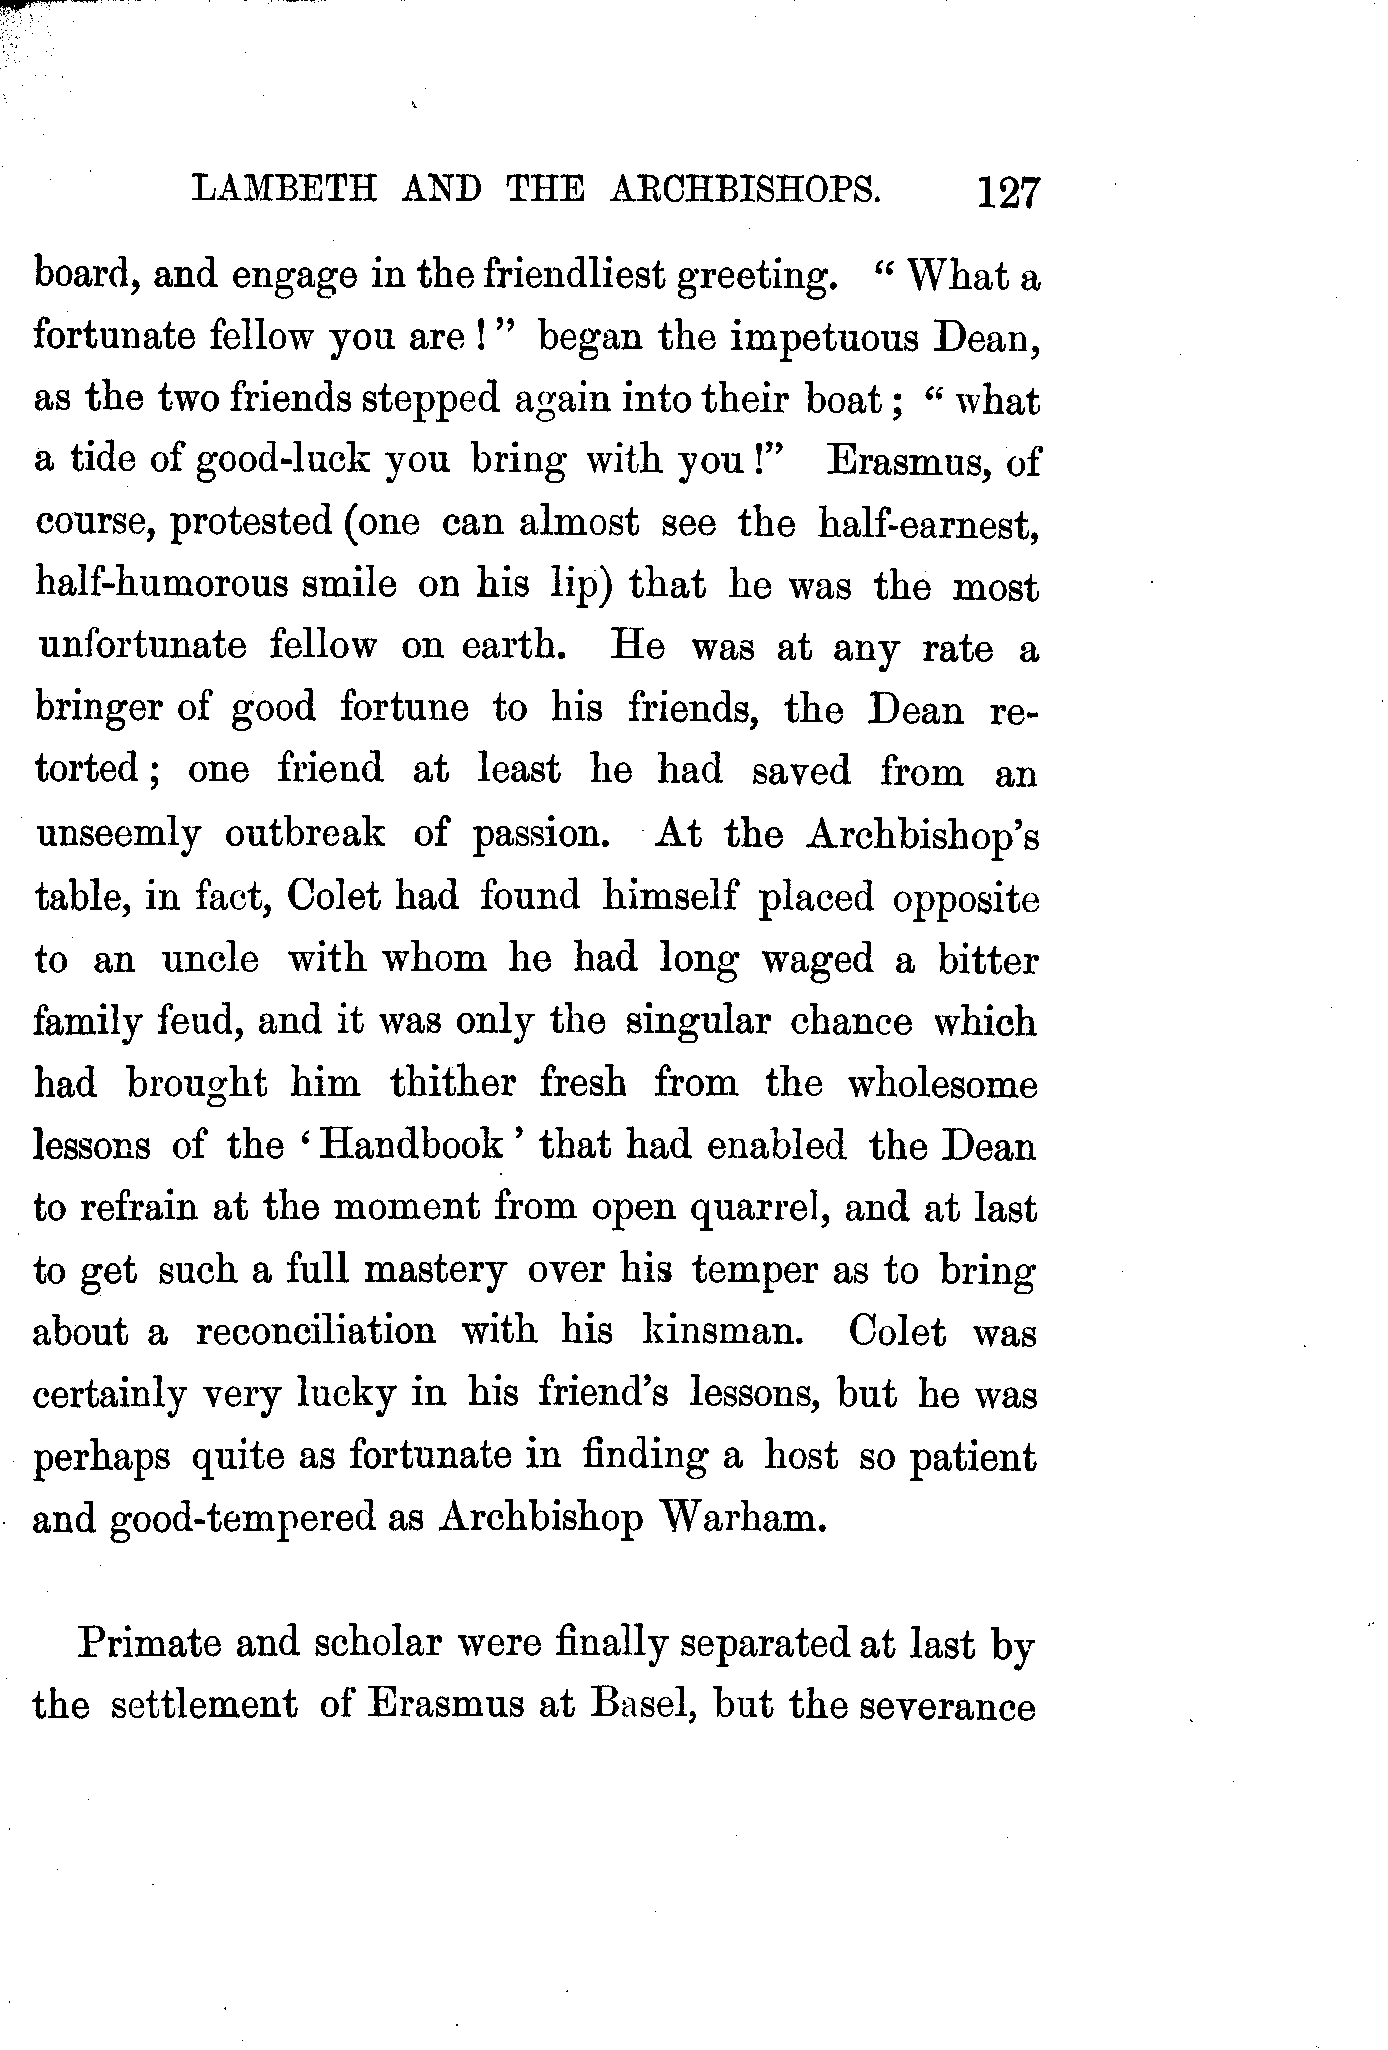 LAMBETH AND THE ARCHBISHOPS. 127
board, and engage in the friendliest greeting. “ What a
fortunate fellow you are ! ” began the impetuous Dean,
as the two friends stepped again into their boat ; “ what
a tide of good-luck you bring with you !” Erasmus, of
course, protested (one can almost see the half-earnest,
half-humorous smile on his lip) that he was the most
unfortunate fellow on earth. He was at any rate a
bringer of good fortune to his friends, the Dean re-
torted ; one friend at least he had saved from an
unseemly outbreak of passion. At the Archbishop’s
table, in fact, Colet had found himself placed opposite
to an uncle with whom he had long waged a bitter
family feud, and it was only the singular chance which
had brought him thither fresh from the wholesome
lessons of the ‘ Handbook ’ that had enabled the Dean
to refrain at the moment from open quarrel, and at last
to get such a full mastery over his temper as to bring
about a reconciliation with his kinsman. Colet was
certainly very lucky in his friend’s lessons, but he was
perhaps quite as fortunate in finding a host so patient
and good-tempered as Archbishop Warham.
Primate and scholar were finally separated at last by
the settlement of Erasmus at Basel, but the severance